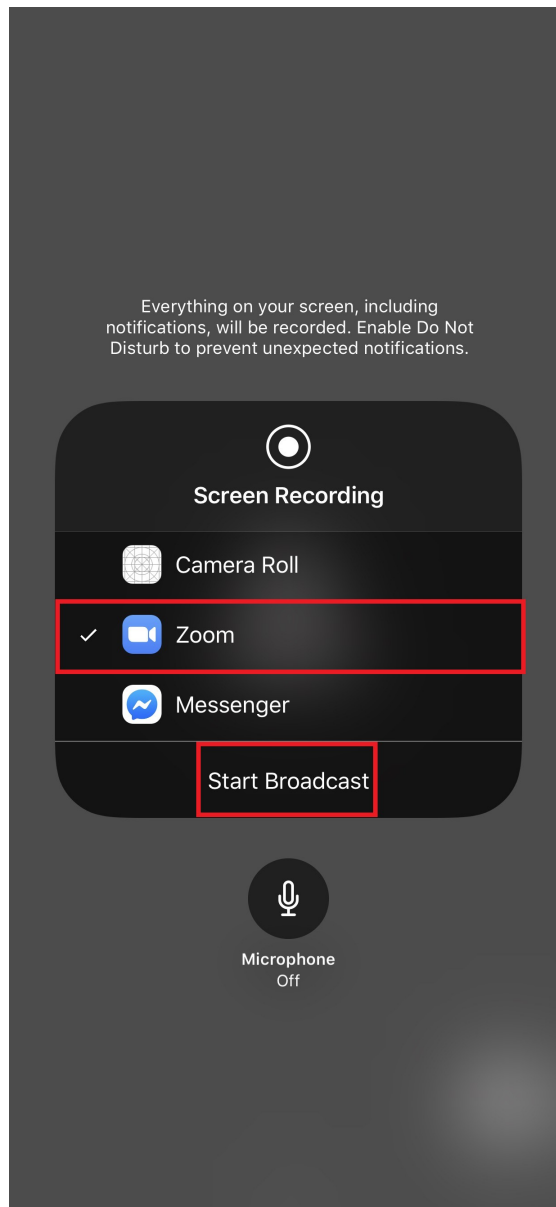 Everything on your screen, including
notifications, will be recorded. Enable Do Not
Disturb to prevent unexpected notifications.
Screen Recording
Camera Roll
Zoom
Messenger
Start Broadcast
Microphone
Off